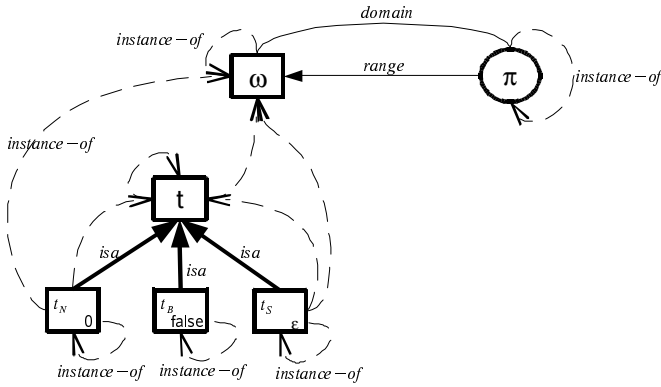 domain
instance-of
ω
range
π
instance-of
instance-of
t
isa
isa
isa
t_N
0
t_B
false
t_S
ε
instance-of
instance-of
instance-of